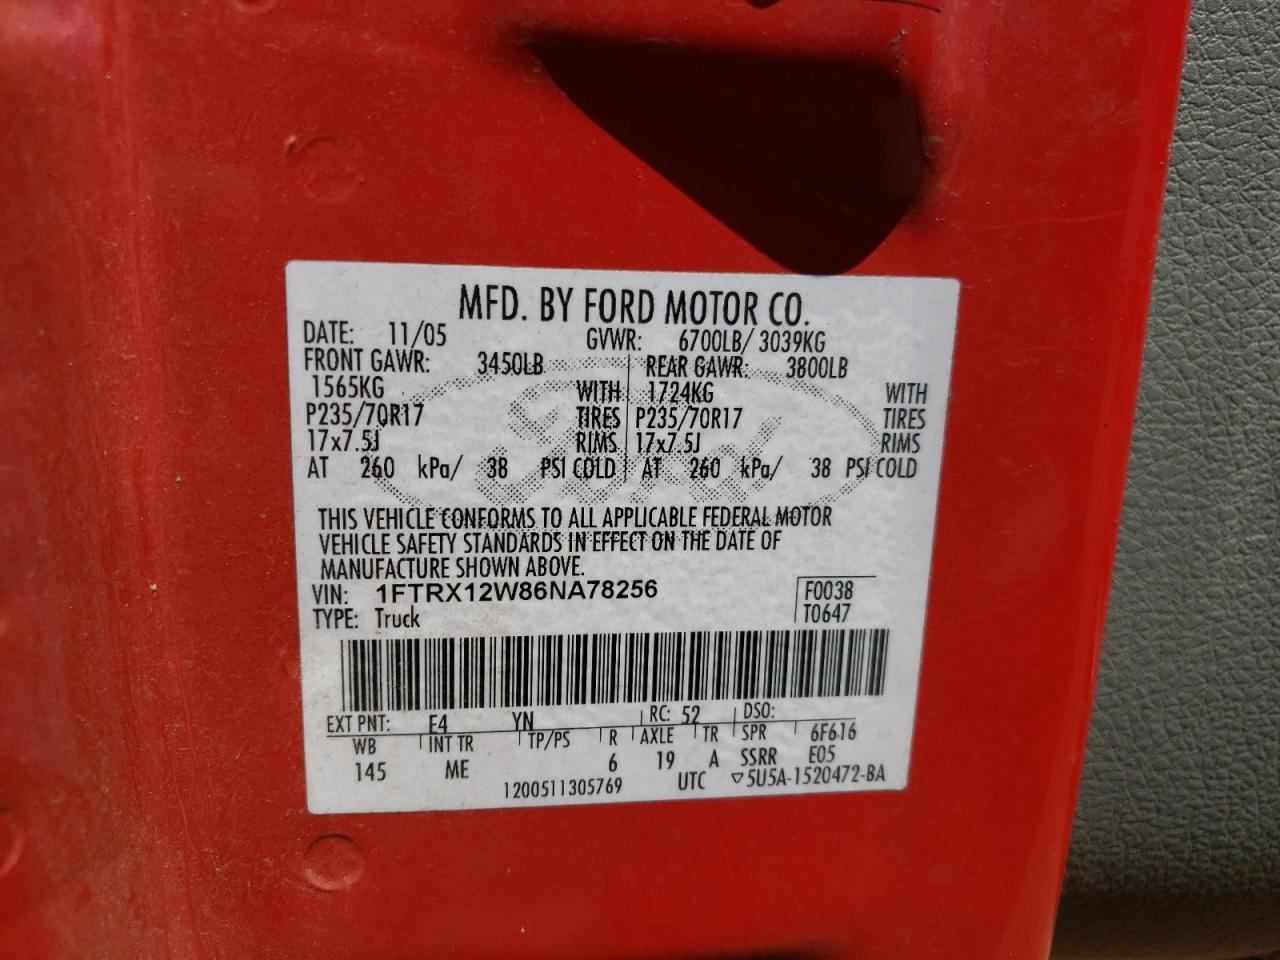 MFD. BY FORD MOTOR CO.
DATE: 11/05 GVWR: 6700LB/ 3039KG
FRONT GAWR: 3450LB REAR GAWR: 3800LB
1565KG WITH 1724KG WITH
P235/70R17 TIRES P235/70R17 TIRES
17x7.5J RIMS 17x7.5J RIMS
AT 260 kPa/ 38 PSI COLD AT 260 kPa/ 38 PSI COLD
Ford
THIS VEHICLE CONFORMS TO ALL APPLICABLE FEDERAL MOTOR
VEHICLE SAFETY STANDARDS IN EFFECT ON THE DATE OF
MANUFACTURE SHOWN ABOVE.
VIN: 1FTRX12W86NA78256 F0038
TYPE: Truck T0647
EXT PNT: E4 YN RC: 52 DSO:
WB INT TR TP/PS R AXLE TR SPR 6F616
145 ME 6 19 A SSRR E05
1200511305769 UTC ▽5U5A-1520472-BA